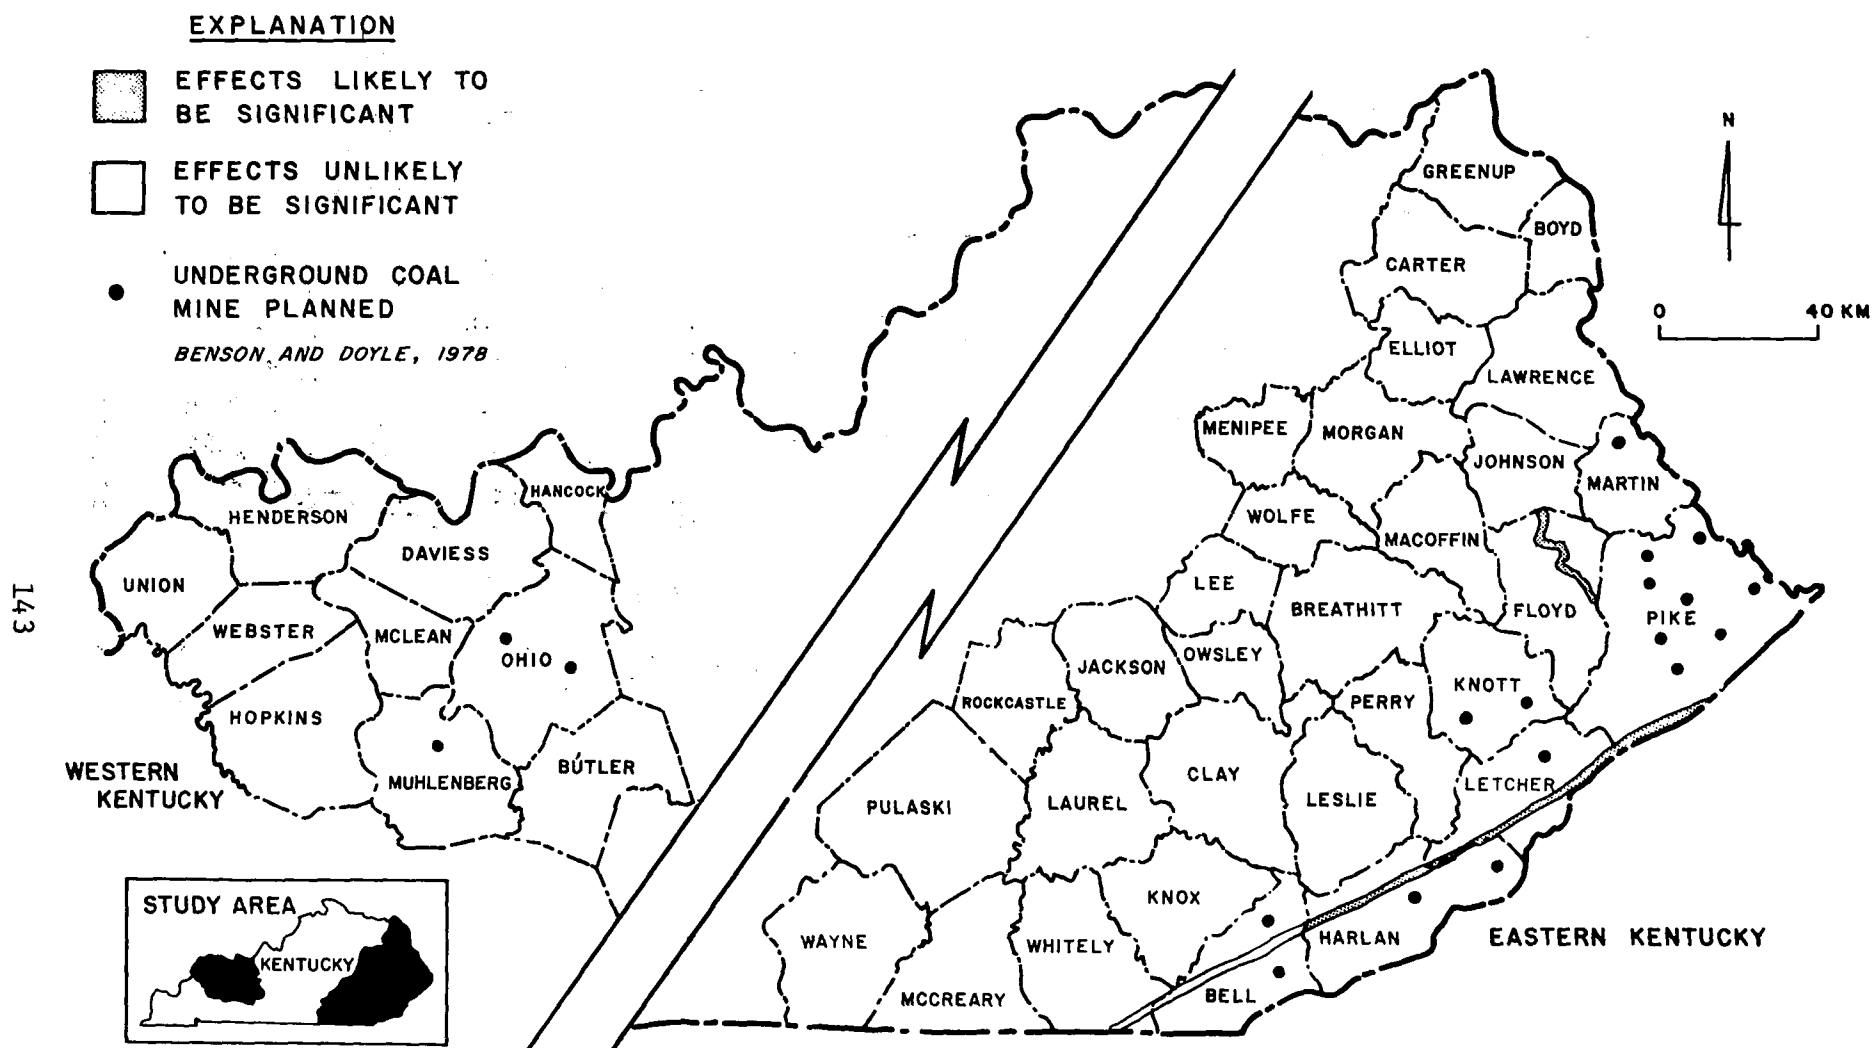 EXPLANATION
EFFECTS LIKELY TO
BE SIGNIFICANT
EFFECTS UNLIKELY
TO BE SIGNIFICANT
UNDERGROUND COAL
MINE PLANNED
BENSON AND DOYLE, 1978
N
0 40 KM
GREENUP
BOYD
CARTER
ELLIOT
LAWRENCE
MENIPEE
MORGAN
JOHNSON
MARTIN
WOLFE
MACOFFIN
LEE
BREATHITT
FLOYD
PIKE
OWSLEY
JACKSON
ROCKCASTLE
PERRY
KNOTT
CLAY
LESLIE
LETCHER
PULASKI
LAUREL
KNOX
WAYNE
WHITELY
HARLAN
MCCREARY
BELL
EASTERN KENTUCKY
HANCOCK
HENDERSON
DAVIESS
UNION
WEBSTER
MCLEAN
OHIO
HOPKINS
MUHLENBERG
BUTLER
WESTERN
KENTUCKY
STUDY AREA
KENTUCKY
143